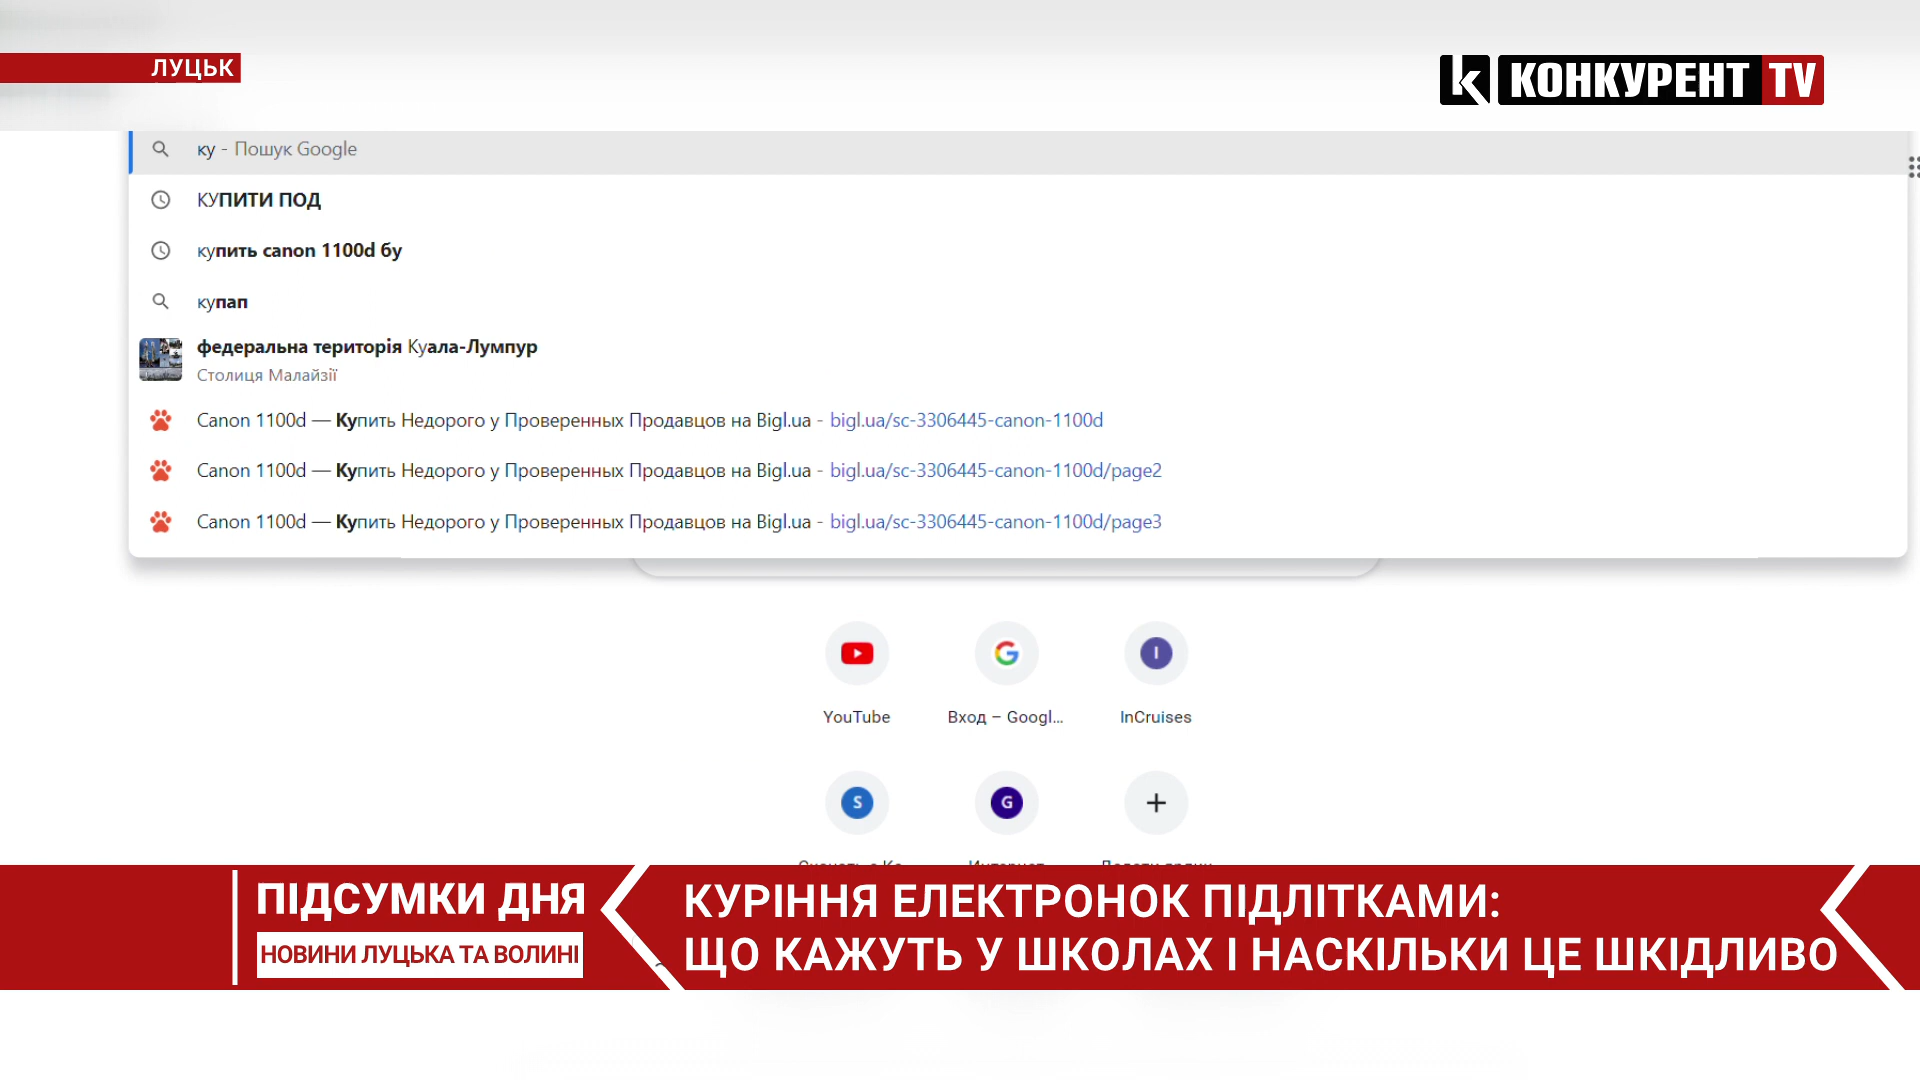 ЛУЦЬК
k КОНКУРЕНТ TV
ку - Пошук Google
КУПИТИ ПОД
купить canon 1100d бу
купап
федеральна територія Куала-Лумпур
Столиця Малайзії
Canon 1100d — Купить Недорого у Проверенных Продавцов на Bigl.ua - bigl.ua/sc-3306445-canon-1100d
Canon 1100d — Купить Недорого у Проверенных Продавцов на Bigl.ua - bigl.ua/sc-3306445-canon-1100d/page2
Canon 1100d — Купить Недорого у Проверенных Продавцов на Bigl.ua - bigl.ua/sc-3306445-canon-1100d/page3
I
YouTube
Вход – Googl...
InCruises
S
G
ПІДСУМКИ ДНЯ
НОВИНИ ЛУЦЬКА ТА ВОЛИНІ
КУРІННЯ ЕЛЕКТРОНОК ПІДЛІТКАМИ:
ЩО КАЖУТЬ У ШКОЛАХ І НАСКІЛЬКИ ЦЕ ШКІДЛИВО